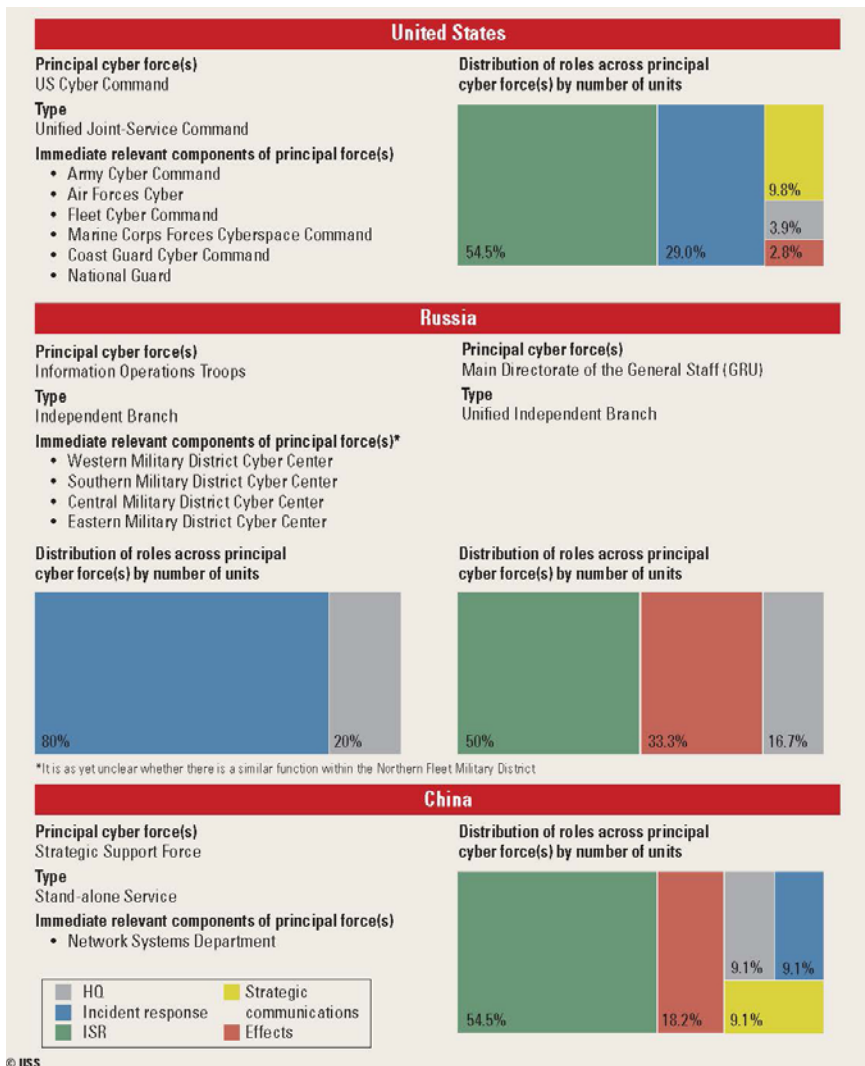 United States
Principal cyber force(s)
US Cyber Command
Type
Unified Joint-Service Command
Immediate relevant components of principal force(s)
• Army Cyber Command
• Air Forces Cyber
• Fleet Cyber Command
• Marine Corps Forces Cyberspace Command
• Coast Guard Cyber Command
• National Guard
Distribution of roles across principal
cyber force(s) by number of units
54.5%
29.0%
9.8%
3.9%
2.8%
Russia
Principal cyber force(s)
Information Operations Troops
Type
Independent Branch
Immediate relevant components of principal force(s)*
• Western Military District Cyber Center
• Southern Military District Cyber Center
• Central Military District Cyber Center
• Eastern Military District Cyber Center
Distribution of roles across principal
cyber force(s) by number of units
80%
20%
Principal cyber force(s)
Main Directorate of the General Staff (GRU)
Type
Unified Independent Branch
Distribution of roles across principal
cyber force(s) by number of units
50%
33.3%
16.7%
*It is as yet unclear whether there is a similar function within the Northern Fleet Military District
China
Principal cyber force(s)
Strategic Support Force
Type
Stand-alone Service
Immediate relevant components of principal force(s)
• Network Systems Department
HQ
Incident response
ISR
Strategic
communications
Effects
Distribution of roles across principal
cyber force(s) by number of units
54.5%
18.2%
9.1%
9.1%
9.1%
© IISS